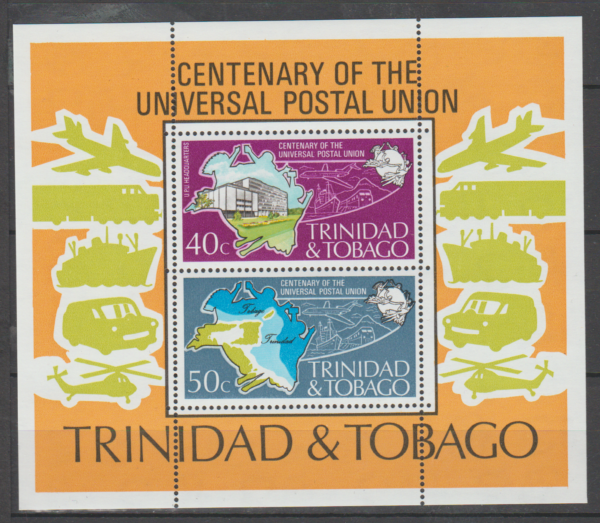 CENTENARY OF THE
UNIVERSAL POSTAL UNION
U.P.U. HEADQUARTERS
CENTENARY OF THE
UNIVERSAL POSTAL UNION
40c
TRINIDAD
& TOBAGO
CENTENARY OF THE
UNIVERSAL POSTAL UNION
Tobago
Trinidad
50c
TRINIDAD
& TOBAGO
TRINIDAD & TOBAGO